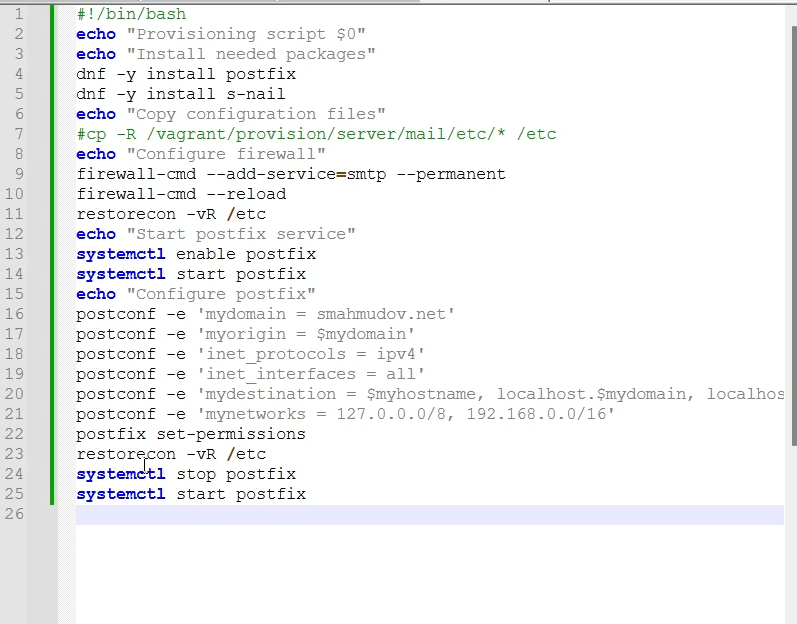 1 #!/bin/bash
2 echo "Provisioning script $0"
3 echo "Install needed packages"
4 dnf -y install postfix
5 dnf -y install s-nail
6 echo "Copy configuration files"
7 #cp -R /vagrant/provision/server/mail/etc/* /etc
8 echo "Configure firewall"
9 firewall-cmd --add-service=smtp --permanent
10 firewall-cmd --reload
11 restorecon -vR /etc
12 echo "Start postfix service"
13 systemctl enable postfix
14 systemctl start postfix
15 echo "Configure postfix"
16 postconf -e 'mydomain = smahmudov.net'
17 postconf -e 'myorigin = $mydomain'
18 postconf -e 'inet_protocols = ipv4'
19 postconf -e 'inet_interfaces = all'
20 postconf -e 'mydestination = $myhostname, localhost.$mydomain, localhos
21 postconf -e 'mynetworks = 127.0.0.0/8, 192.168.0.0/16'
22 postfix set-permissions
23 restorecon -vR /etc
24 systemctl stop postfix
25 systemctl start postfix
26